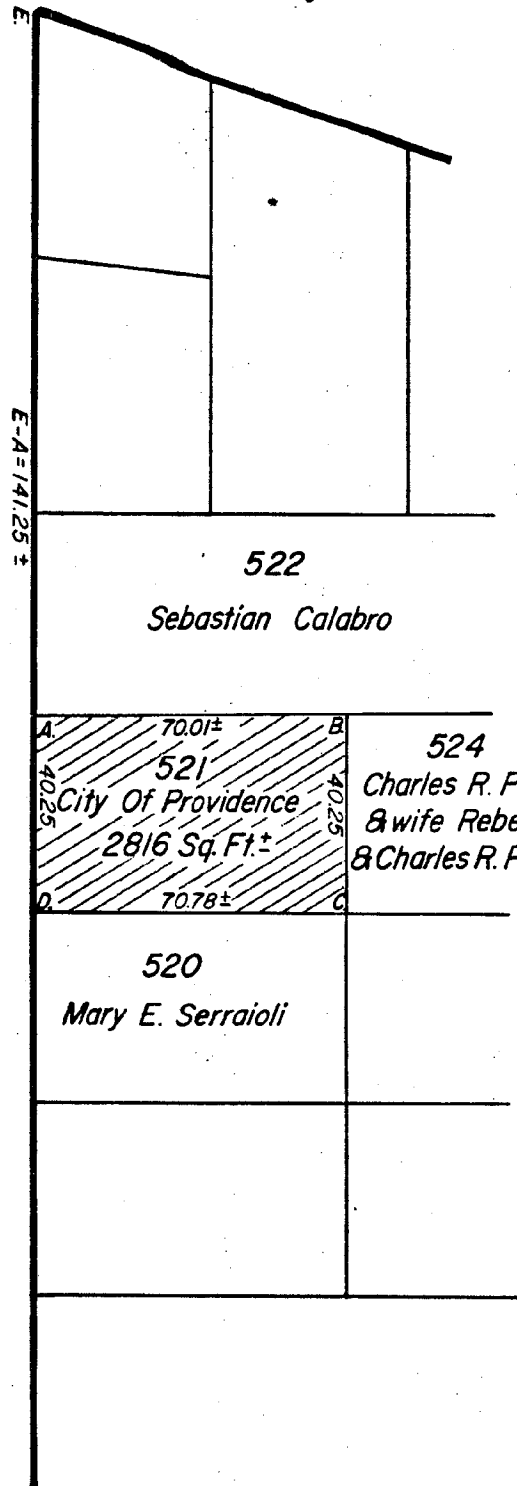 E.
E-A=141.25 ±
522
Sebastian Calabro
A. 70.01± B.
521
40.25 City Of Providence 40.25
2816 Sq. Ft.±
D. 70.78± C
524
Charles R. P
& wife Rebe
& Charles R. P
520
Mary E. Serraioli